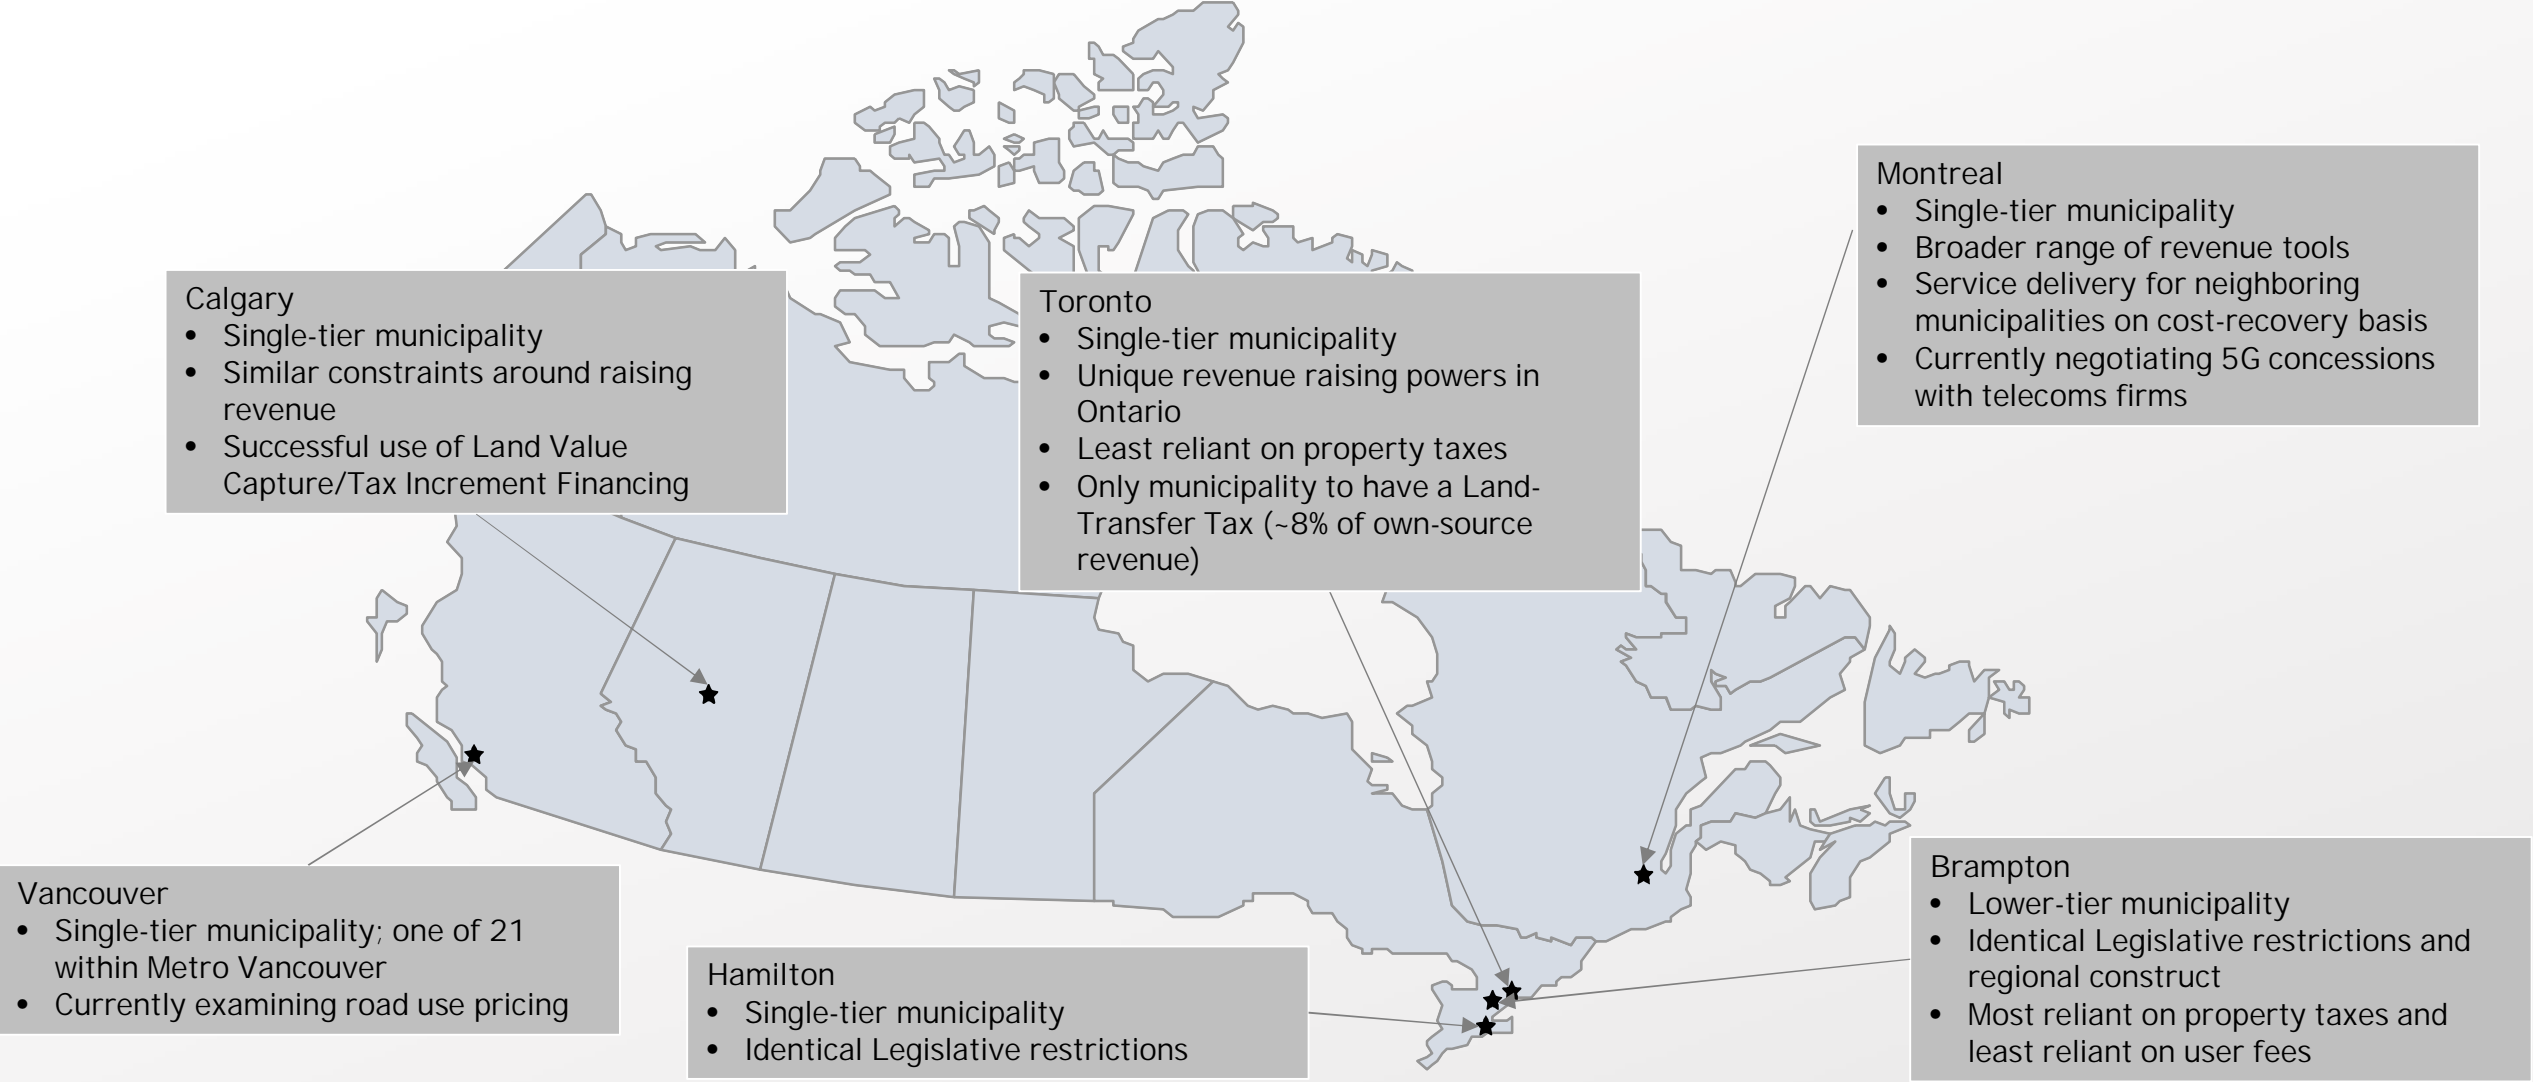 Calgary
• Single-tier municipality
• Similar constraints around raising
revenue
• Successful use of Land Value
Capture/Tax Increment Financing
Toronto
• Single-tier municipality
• Unique revenue raising powers in
Ontario
• Least reliant on property taxes
• Only municipality to have a Land-
Transfer Tax (~8% of own-source
revenue)
Montreal
• Single-tier municipality
• Broader range of revenue tools
• Service delivery for neighboring
municipalities on cost-recovery basis
• Currently negotiating 5G concessions
with telecoms firms
Vancouver
• Single-tier municipality; one of 21
within Metro Vancouver
• Currently examining road use pricing
Hamilton
• Single-tier municipality
• Identical Legislative restrictions
Brampton
• Lower-tier municipality
• Identical Legislative restrictions and
regional construct
• Most reliant on property taxes and
least reliant on user fees